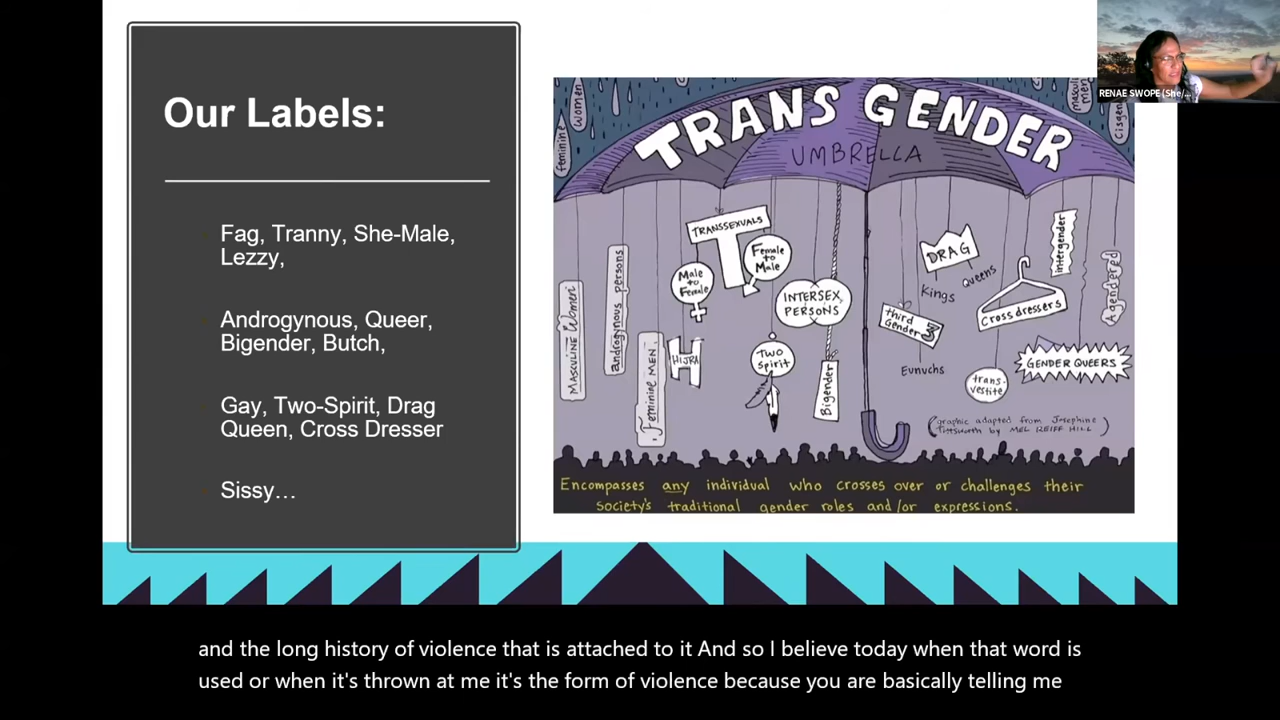 Our Labels:
Fag, Tranny, She-Male,
Lezzy,
Androgynous, Queer,
Bigender, Butch,
Gay, Two-Spirit, Drag
Queen, Cross Dresser
Sissy…
feminine women
masculine men
Cisgen
TRANS GENDER
UMBRELLA
MASCULINE Women
androgynous persons
Feminine MEN
TRANSSEXUALS
T
Male
to
Female
Female
to
Male
HIJRA
INTERSEX
PERSONS
TWO
Spirit
Bigender
third
Gender 3
DRAG
Kings
Queens
Eunuchs
Cross dressers
intergender
Agendered
GENDER QUEERS
trans-
vestite
(graphic adapted from Josephine
by MEL REIFF HILL)
Encompasses any individual who crosses over or challenges their
society's traditional gender roles and/or expressions.
RENAE SWOPE (She/...
and the long history of violence that is attached to it And so I believe today when that word is
used or when it's thrown at me it's the form of violence because you are basically telling me